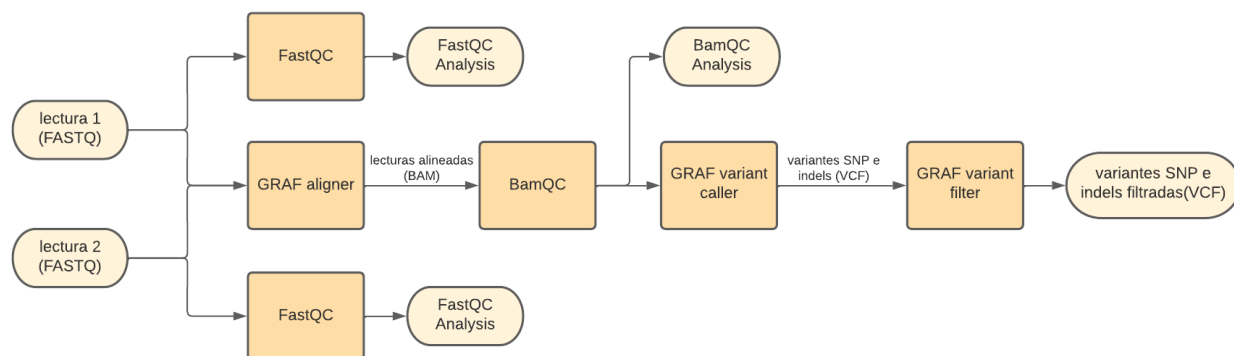 FastQC
FastQC
Analysis
BamQC
Analysis
lectura 1
(FASTQ)
GRAF aligner
lecturas alineadas
(BAM)
BamQC
GRAF variant
caller
variantes SNP e
indels (VCF)
GRAF variant
filter
variantes SNP e
indels filtradas(VCF)
lectura 2
(FASTQ)
FastQC
FastQC
Analysis